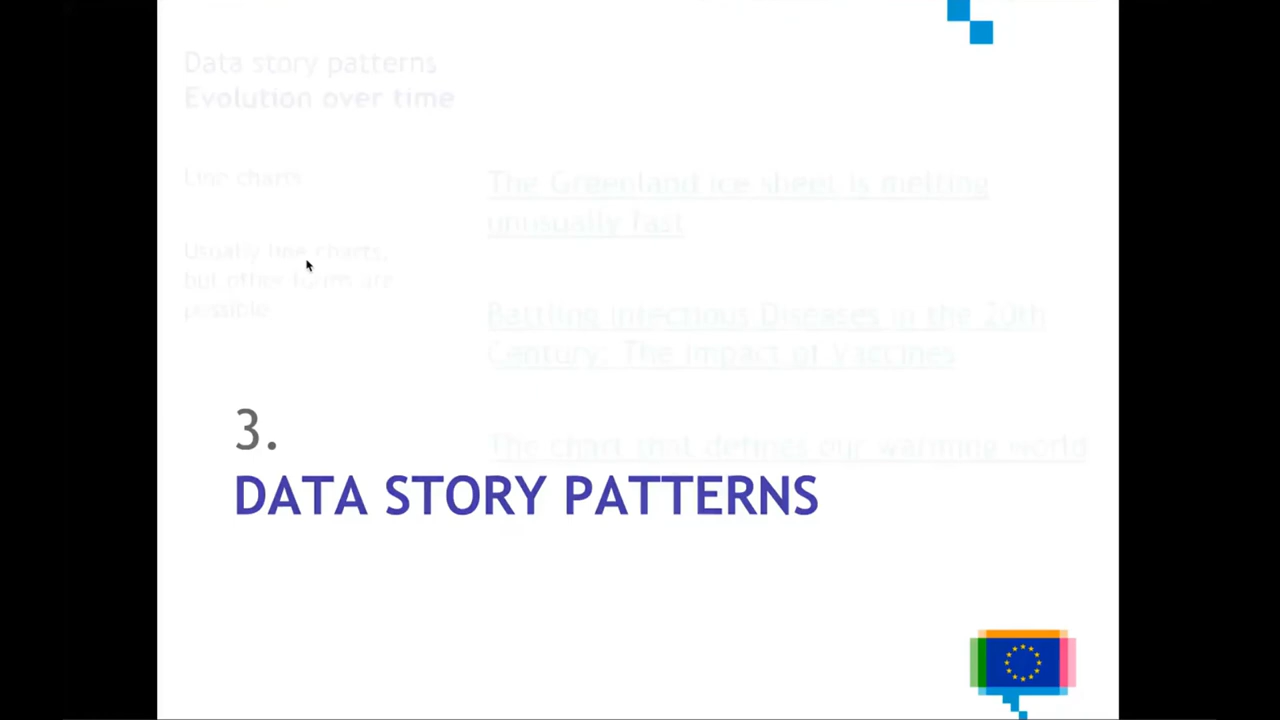 Data story patterns
Evolution over time
Line charts
The Greenland ice sheet is melting
unusually fast
Usually line charts,
but other forms are
possible
Battling Infectious Diseases in the 20th
Century: The Impact of Vaccines
The chart that defines our warming world
3.
DATA STORY PATTERNS